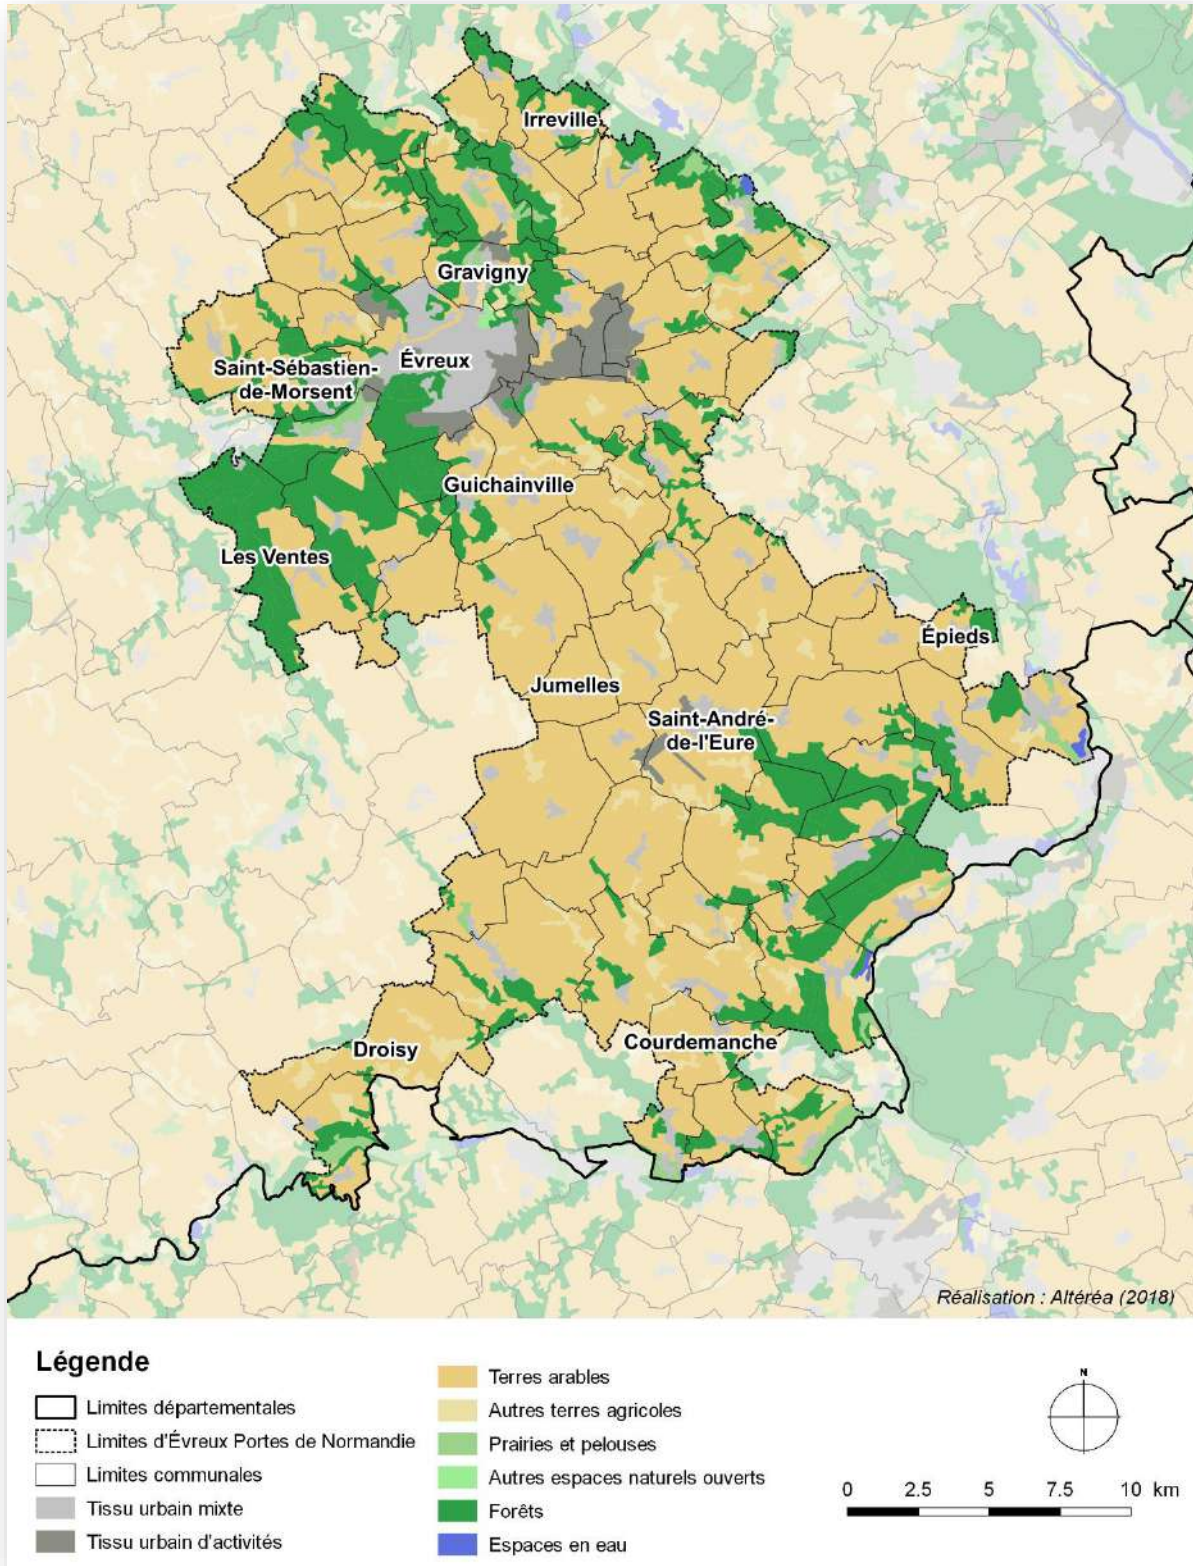 Irreville
Gravigny
Saint-Sébastien-
de-Morsent
Évreux
Guichainville
Les Ventes
Épieds
Jumelles
Saint-André-
de-l'Eure
Droisy
Courdemanche
Réalisation : Altéréa (2018)
Légende
Limites départementales
Limites d'Évreux Portes de Normandie
Limites communales
Tissu urbain mixte
Tissu urbain d'activités
Terres arables
Autres terres agricoles
Prairies et pelouses
Autres espaces naturels ouverts
Forêts
Espaces en eau
N
0 2.5 5 7.5 10 km